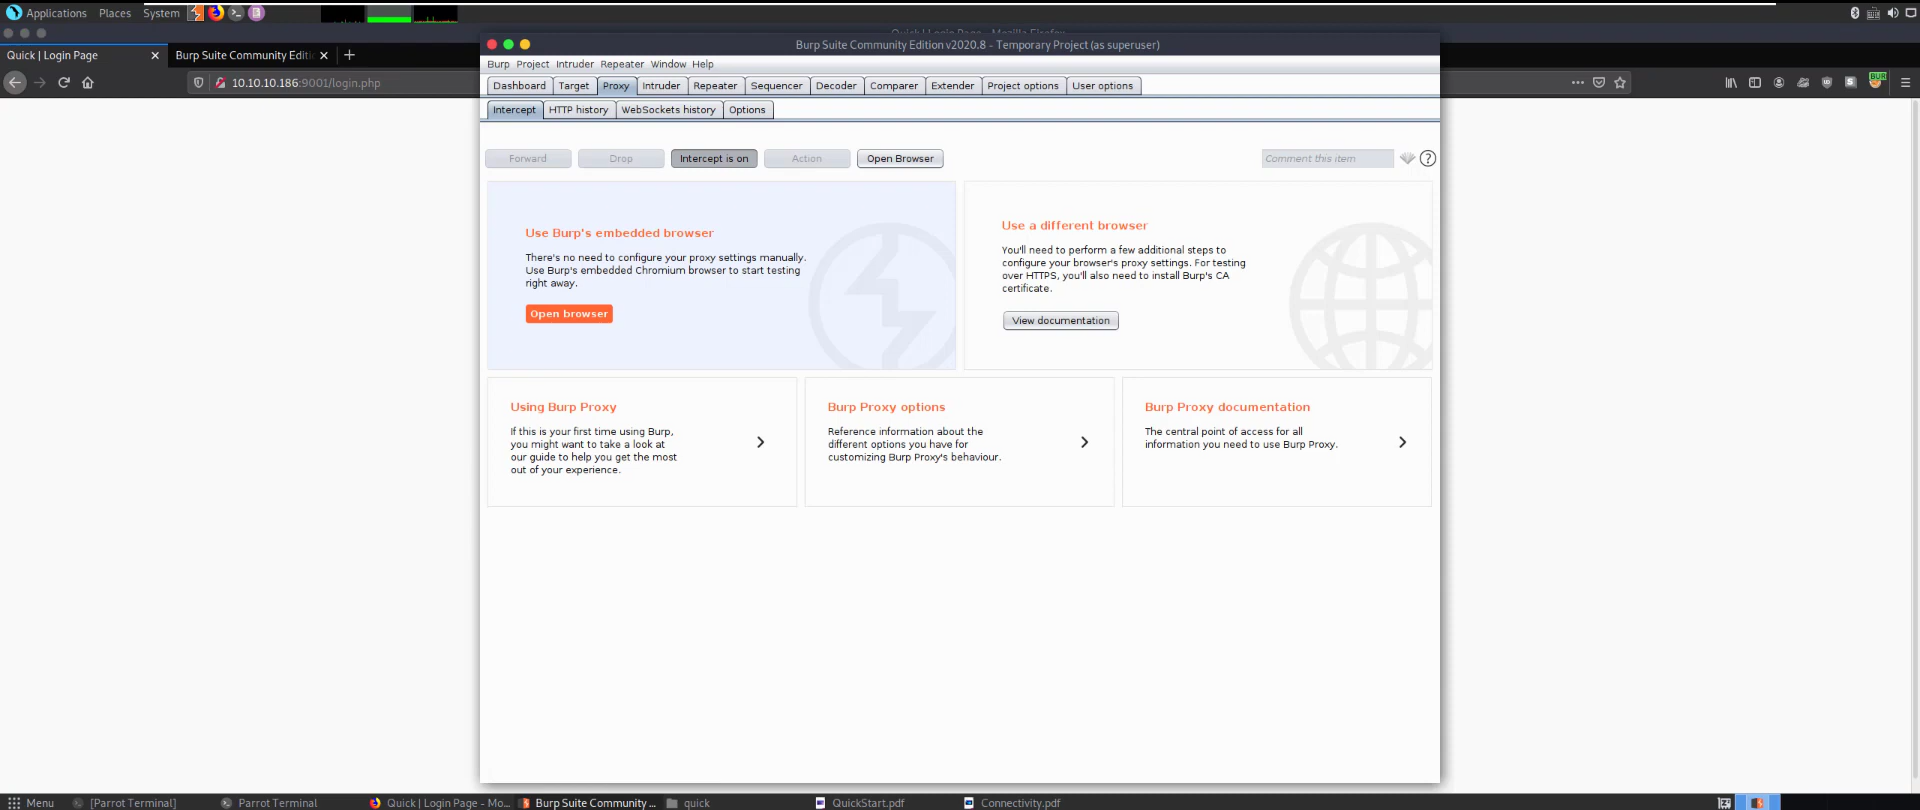 Applications Places System
Quick | Login Page - Mozilla Firefox
Quick | Login Page
Burp Suite Community Editi
10.10.10.186:9001/login.php
BUR
Burp Suite Community Edition v2020.8 - Temporary Project (as superuser)
Burp Project Intruder Repeater Window Help
Dashboard Target Proxy Intruder Repeater Sequencer Decoder Comparer Extender Project options User options
Intercept HTTP history WebSockets history Options
Forward Drop Intercept is on Action Open Browser Comment this item ?
Use Burp's embedded browser
There's no need to configure your proxy settings manually.
Use Burp's embedded Chromium browser to start testing
right away.
Open browser
Use a different browser
You'll need to perform a few additional steps to
configure your browser's proxy settings. For testing
over HTTPS, you'll also need to install Burp's CA
certificate.
View documentation
Using Burp Proxy
If this is your first time using Burp,
you might want to take a look at
our guide to help you get the most
out of your experience.
Burp Proxy options
Reference information about the
different options you have for
customizing Burp Proxy's behaviour.
Burp Proxy documentation
The central point of access for all
information you need to use Burp Proxy.
Menu [Parrot Terminal] Parrot Terminal Quick | Login Page - Mo... Burp Suite Community ... quick QuickStart.pdf Connectivity.pdf